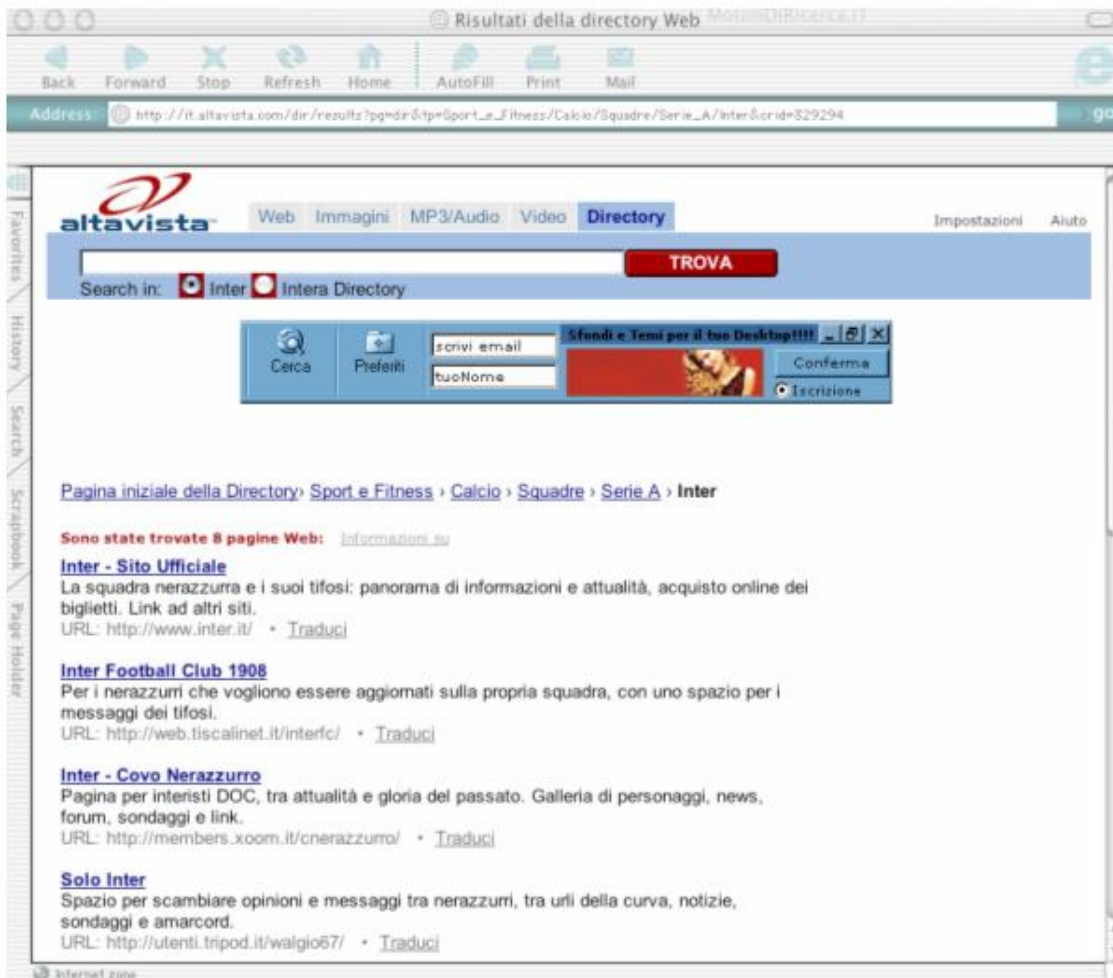 Risultati della directory Web MotoriDiRicerca.IT
Back Forward Stop Refresh Home AutoFill Print Mail
Address: http://it.altavista.com/dir/results?pg=dir&tp=Sport_e_Fitness/Calcio/Squadre/Serie_A/Inter&crid=329294 go
Favorites
History
Search
Scrapbook
Page Holder
altavista Web Immagini MP3/Audio Video Directory Impostazioni Aiuto
TROVA
Search in: Inter Intera Directory
Cerca Preferiti
scrivi email
tuoNome
Sfondi e Temi per il tuo Desktop!!!!
Conferma
Iscrizione
Pagina iniziale della Directory› Sport e Fitness › Calcio › Squadre › Serie A › Inter
Sono state trovate 8 pagine Web: Informazioni su
Inter - Sito Ufficiale
La squadra nerazzurra e i suoi tifosi: panorama di informazioni e attualità, acquisto online dei
biglietti. Link ad altri siti.
URL: http://www.inter.it/ • Traduci
Inter Football Club 1908
Per i nerazzurri che vogliono essere aggiornati sulla propria squadra, con uno spazio per i
messaggi dei tifosi.
URL: http://web.tiscalinet.it/interfc/ • Traduci
Inter - Covo Nerazzurro
Pagina per interisti DOC, tra attualità e gloria del passato. Galleria di personaggi, news,
forum, sondaggi e link.
URL: http://members.xoom.it/cnerazzurro/ • Traduci
Solo Inter
Spazio per scambiare opinioni e messaggi tra nerazzurri, tra urli della curva, notizie,
sondaggi e amarcord.
URL: http://utenti.tripod.it/walgio67/ • Traduci
Internet zone